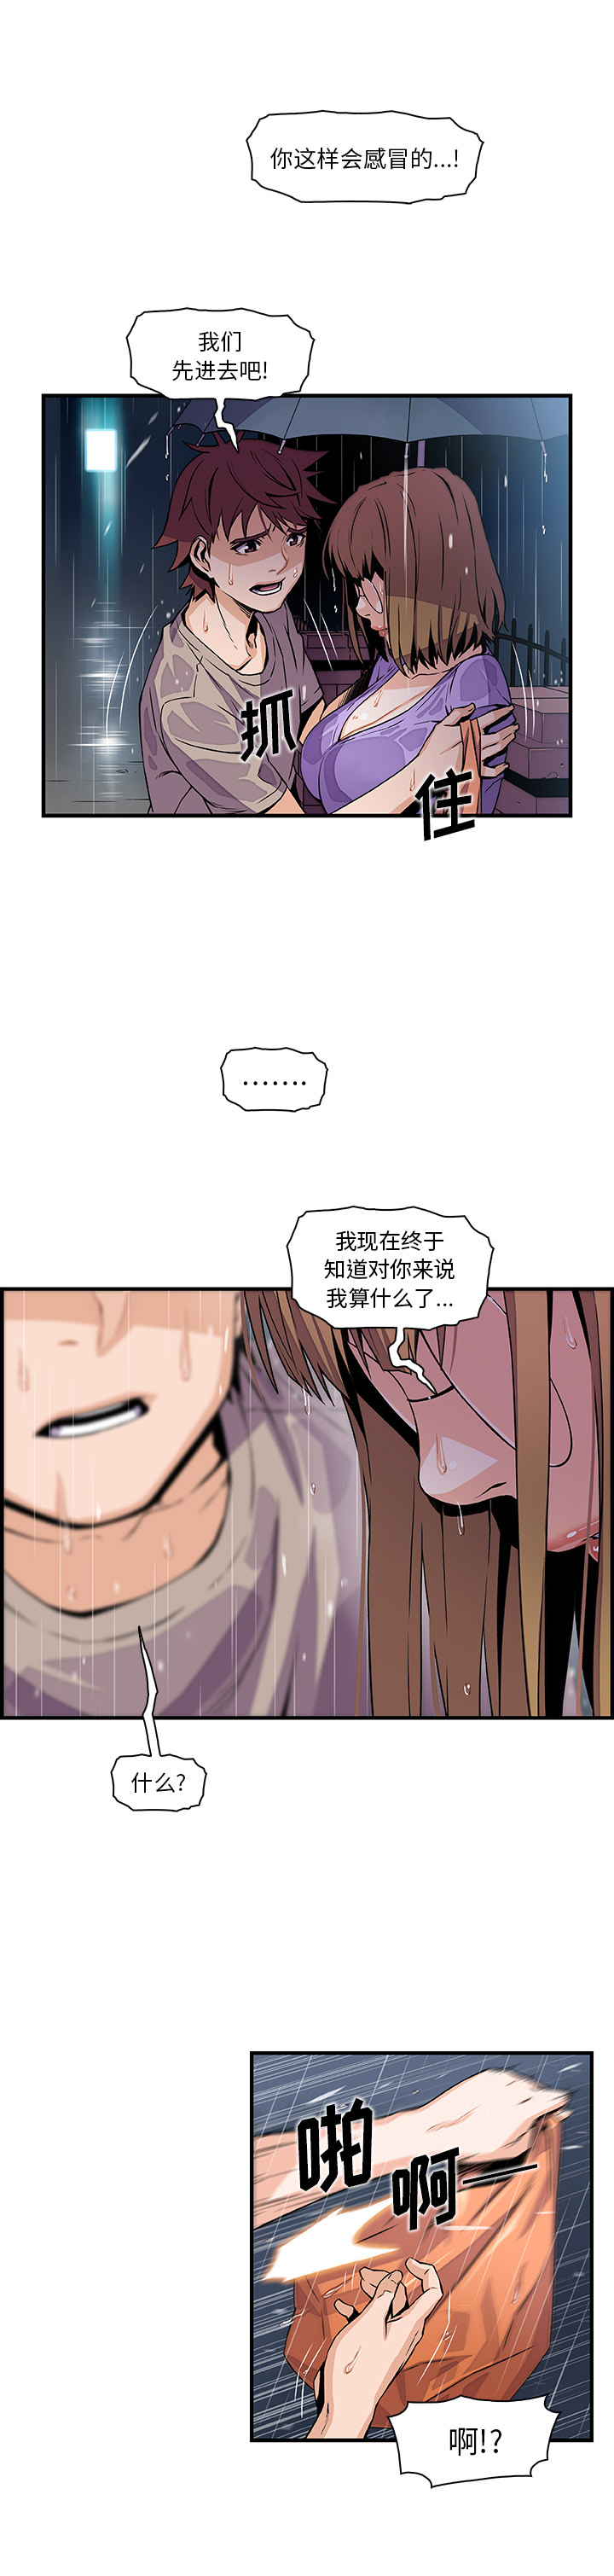 你这样会感冒的...!
我们
先进去吧!
抓
住
.......
我现在终于
知道对你来说
我算什么了...
什么?
啪
啊—
啊!?